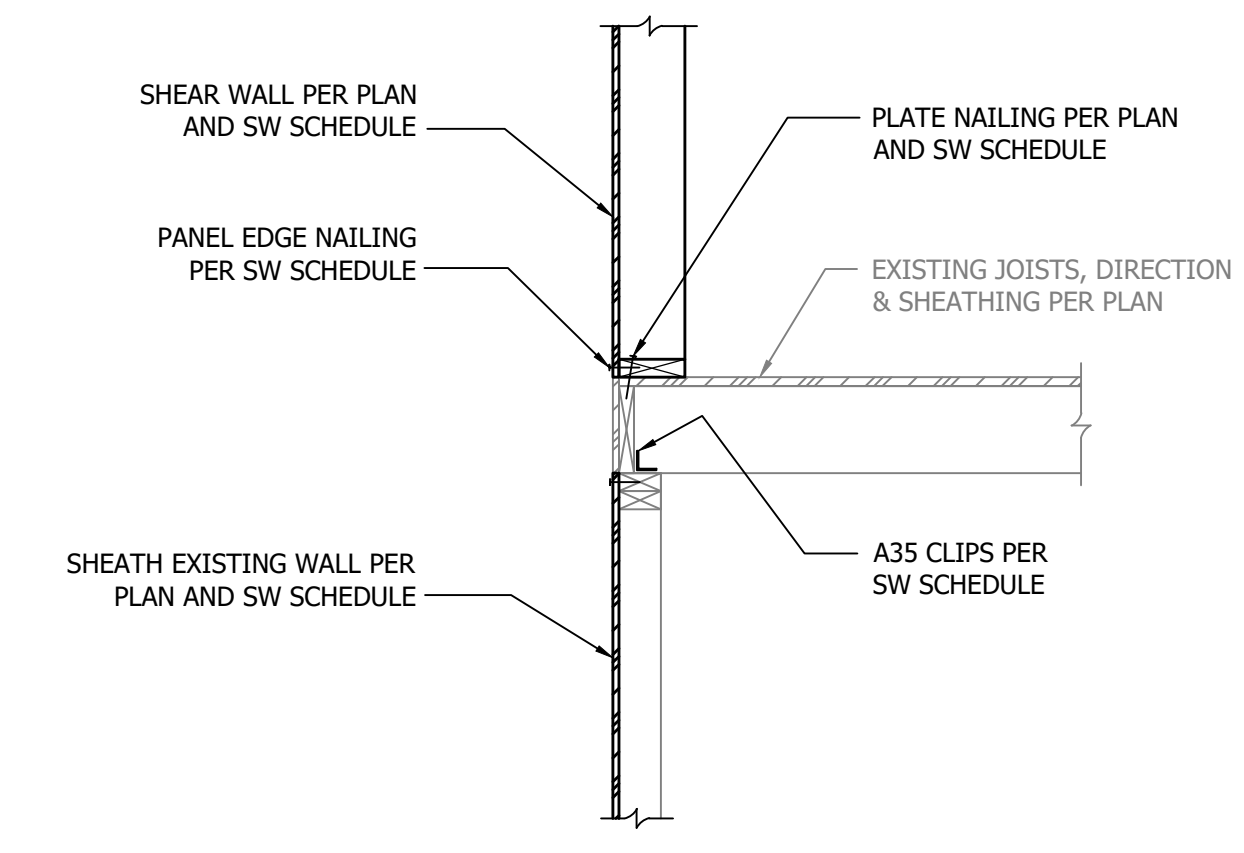 SHEAR WALL PER PLAN
AND SW SCHEDULE
PLATE NAILING PER PLAN
AND SW SCHEDULE
PANEL EDGE NAILING
PER SW SCHEDULE
EXISTING JOISTS, DIRECTION
& SHEATHING PER PLAN
SHEATH EXISTING WALL PER
PLAN AND SW SCHEDULE
A35 CLIPS PER
SW SCHEDULE